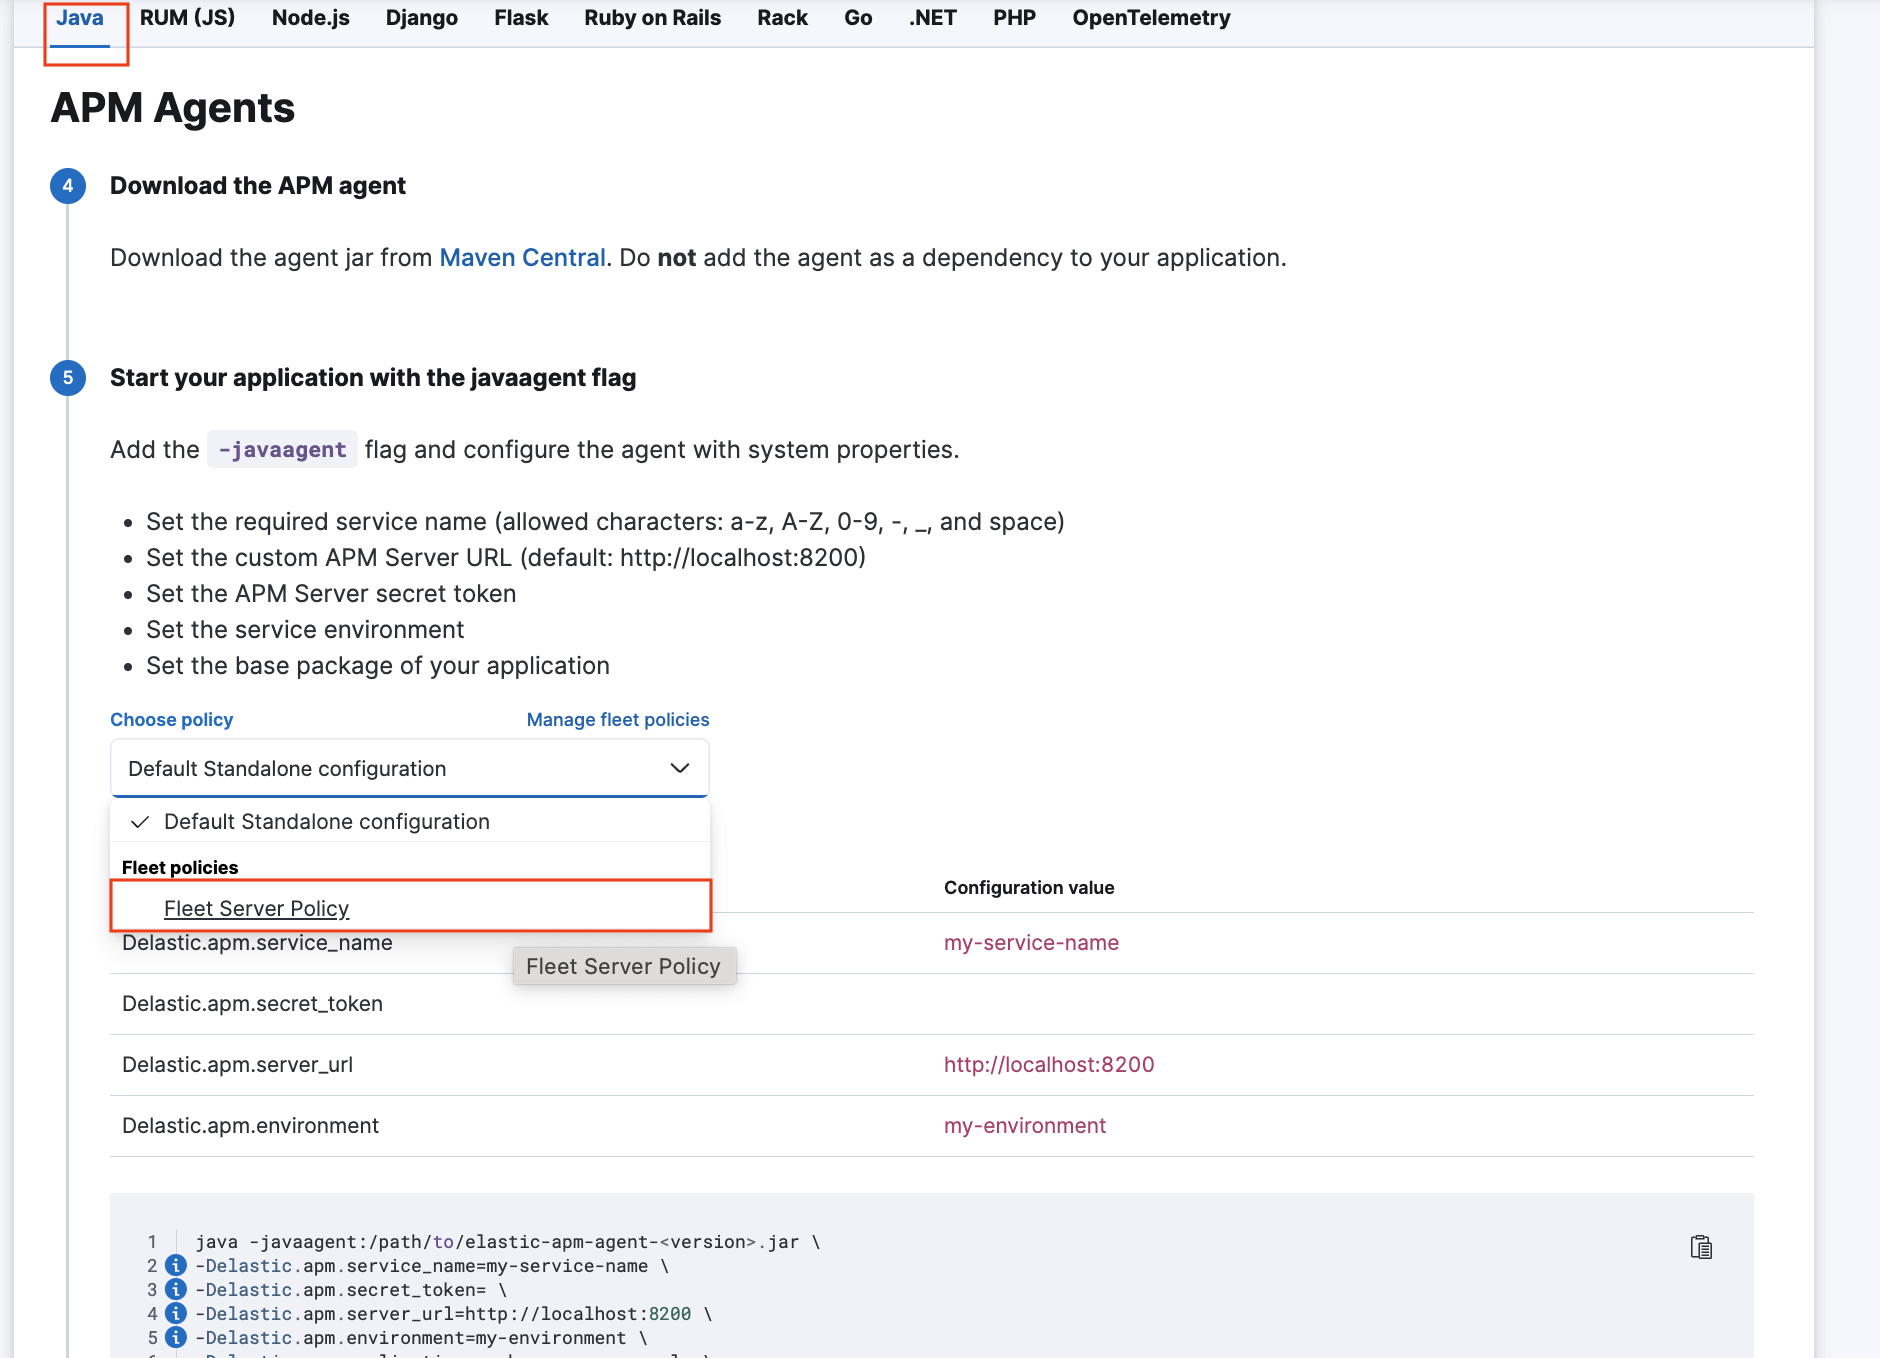 Java RUM (JS) Node.js Django Flask Ruby on Rails Rack Go .NET PHP OpenTelemetry
APM Agents
4 Download the APM agent
Download the agent jar from Maven Central. Do not add the agent as a dependency to your application.
5 Start your application with the javaagent flag
Add the -javaagent flag and configure the agent with system properties.
• Set the required service name (allowed characters: a-z, A-Z, 0-9, -, _, and space)
• Set the custom APM Server URL (default: http://localhost:8200)
• Set the APM Server secret token
• Set the service environment
• Set the base package of your application
Choose policy Manage fleet policies
Default Standalone configuration
Default Standalone configuration
Fleet policies
Configuration value
Fleet Server Policy
Delastic.apm.service_name my-service-name
Fleet Server Policy
Delastic.apm.secret_token
Delastic.apm.server_url http://localhost:8200
Delastic.apm.environment my-environment
1 java -javaagent:/path/to/elastic-apm-agent-<version>.jar \
2 -Delastic.apm.service_name=my-service-name \
3 -Delastic.apm.secret_token= \
4 -Delastic.apm.server_url=http://localhost:8200 \
5 -Delastic.apm.environment=my-environment \